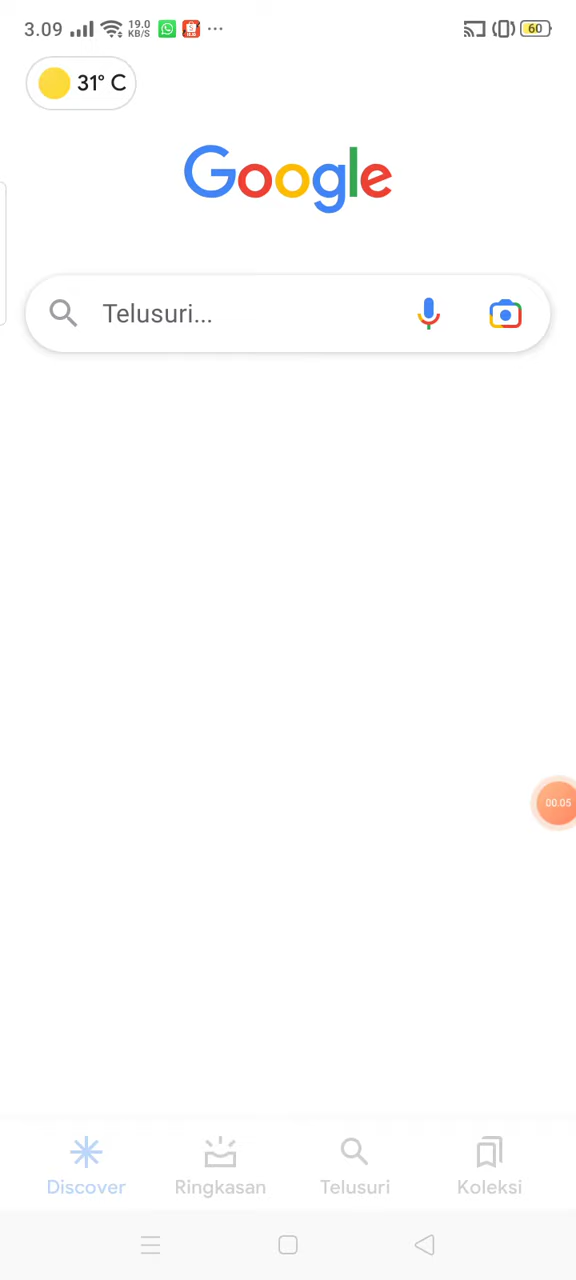 3.09 19.0 KB/S ... 60
31° C
Google
Telusuri...
00.05
Discover Ringkasan Telusuri Koleksi